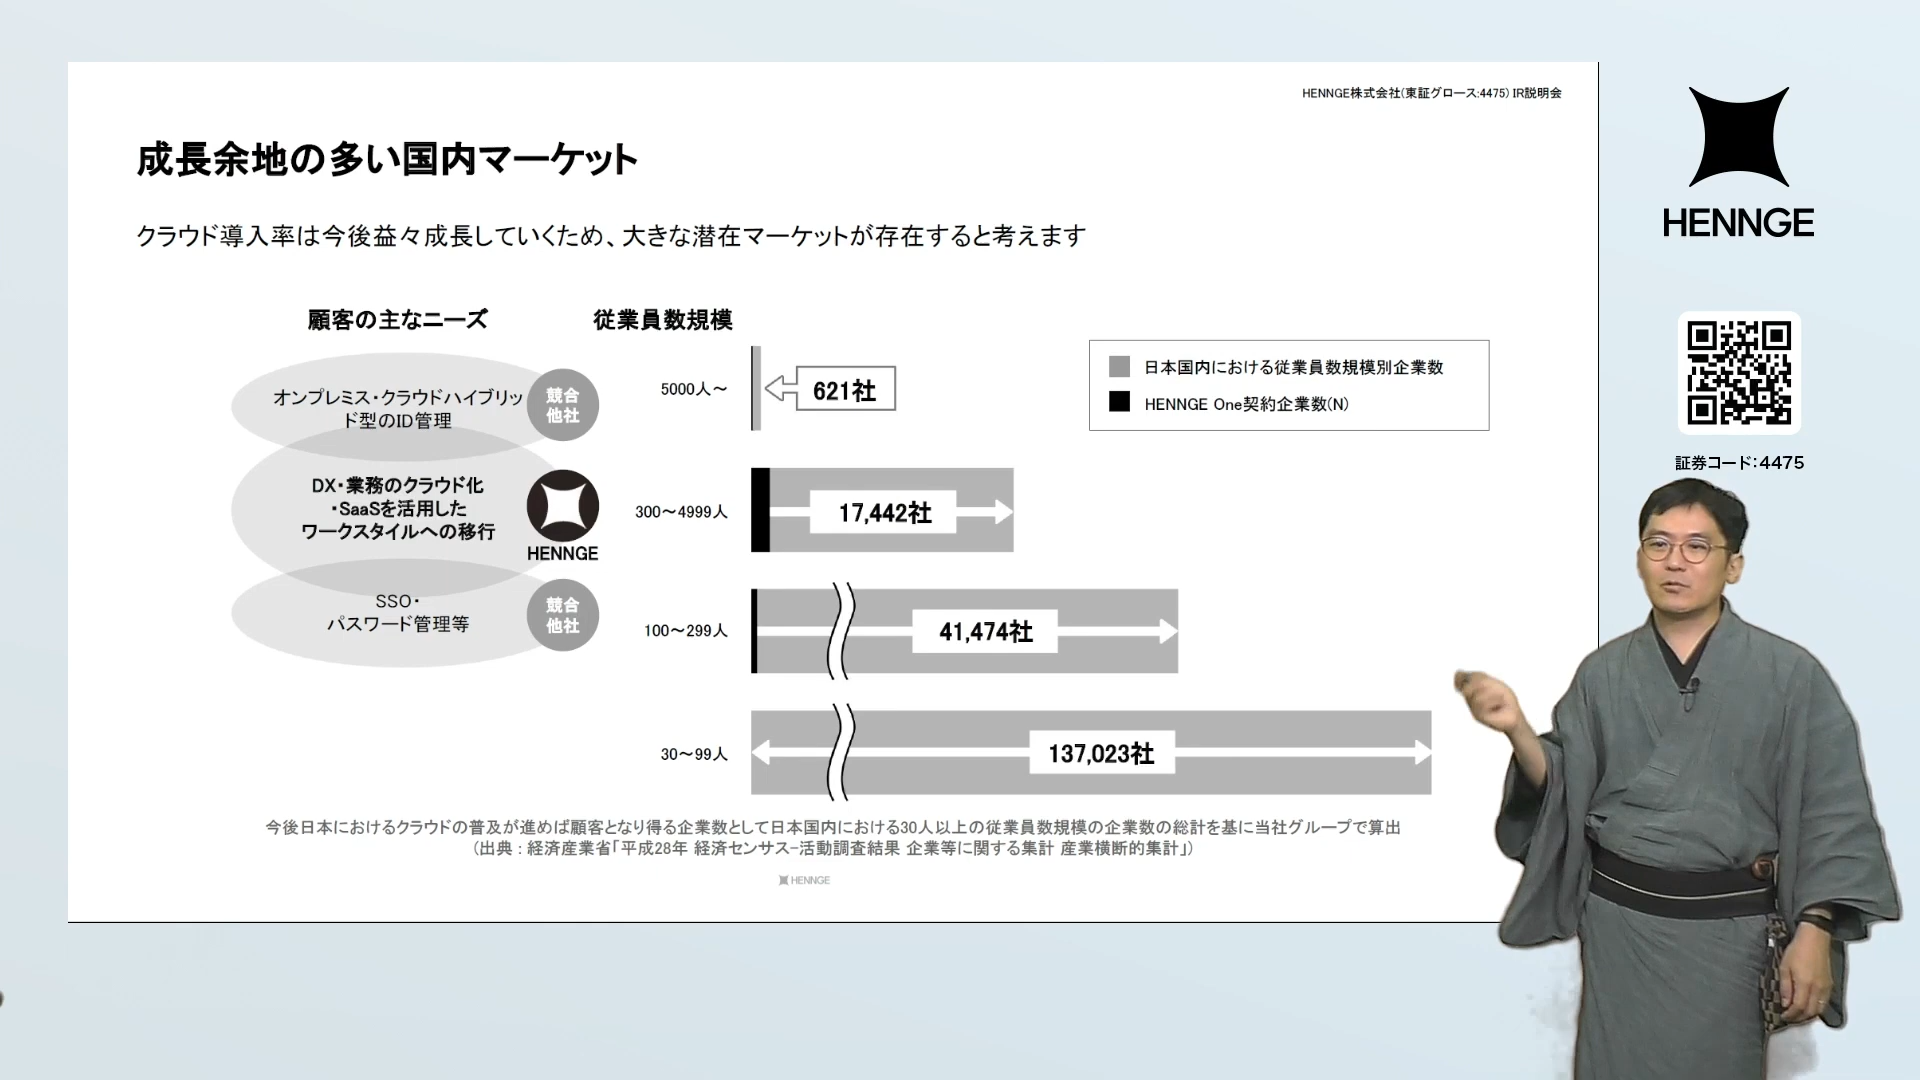 HENNGE株式会社(東証グロース:4475) IR説明会
成長余地の多い国内マーケット
クラウド導入率は今後益々成長していくため、大きな潜在マーケットが存在すると考えます
顧客の主なニーズ
従業員数規模
オンプレミス・クラウドハイブリッ
ド型のID管理
競合
他社
DX・業務のクラウド化
・SaaSを活用した
ワークスタイルへの移行
HENNGE
SSO・
パスワード管理等
競合
他社
5000人～
621社
300～4999人
17,442社
100～299人
41,474社
30～99人
137,023社
日本国内における従業員数規模別企業数
HENNGE One契約企業数(N)
今後日本におけるクラウドの普及が進めば顧客となり得る企業数として日本国内における30人以上の従業員数規模の企業数の総計を基に当社グループで算出
（出典 : 経済産業省「平成28年 経済センサス−活動調査結果 企業等に関する集計 産業横断的集計」）
HENNGE
HENNGE
証券コード：4475